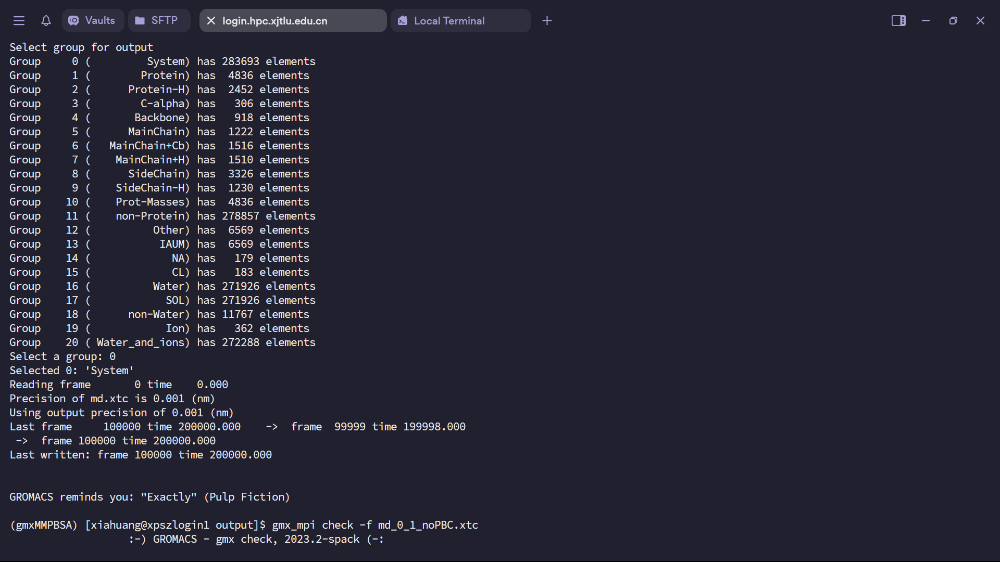 Vaults
SFTP
login.hpc.xjtlu.edu.cn
Local Terminal
Select group for output
Group     0 (         System) has 283693 elements
Group     1 (        Protein) has  4836 elements
Group     2 (      Protein-H) has  2452 elements
Group     3 (        C-alpha) has   306 elements
Group     4 (       Backbone) has   918 elements
Group     5 (      MainChain) has  1222 elements
Group     6 (   MainChain+Cb) has  1516 elements
Group     7 (    MainChain+H) has  1510 elements
Group     8 (      SideChain) has  3326 elements
Group     9 (    SideChain-H) has  1230 elements
Group    10 (    Prot-Masses) has  4836 elements
Group    11 (    non-Protein) has 278857 elements
Group    12 (          Other) has  6569 elements
Group    13 (           IAUM) has  6569 elements
Group    14 (             NA) has   179 elements
Group    15 (             CL) has   183 elements
Group    16 (          Water) has 271926 elements
Group    17 (            SOL) has 271926 elements
Group    18 (      non-Water) has 11767 elements
Group    19 (            Ion) has   362 elements
Group    20 ( Water_and_ions) has 272288 elements
Select a group: 0
Selected 0: 'System'
Reading frame       0 time    0.000
Precision of md.xtc is 0.001 (nm)
Using output precision of 0.001 (nm)
Last frame     100000 time 200000.000    ->  frame  99999 time 199998.000
 ->  frame 100000 time 200000.000
Last written: frame 100000 time 200000.000
GROMACS reminds you: "Exactly" (Pulp Fiction)
(gmxMMPBSA) [xiahuang@xpszlogin1 output]$ gmx_mpi check -f md_0_1_noPBC.xtc
                   :-) GROMACS - gmx check, 2023.2-spack (-: